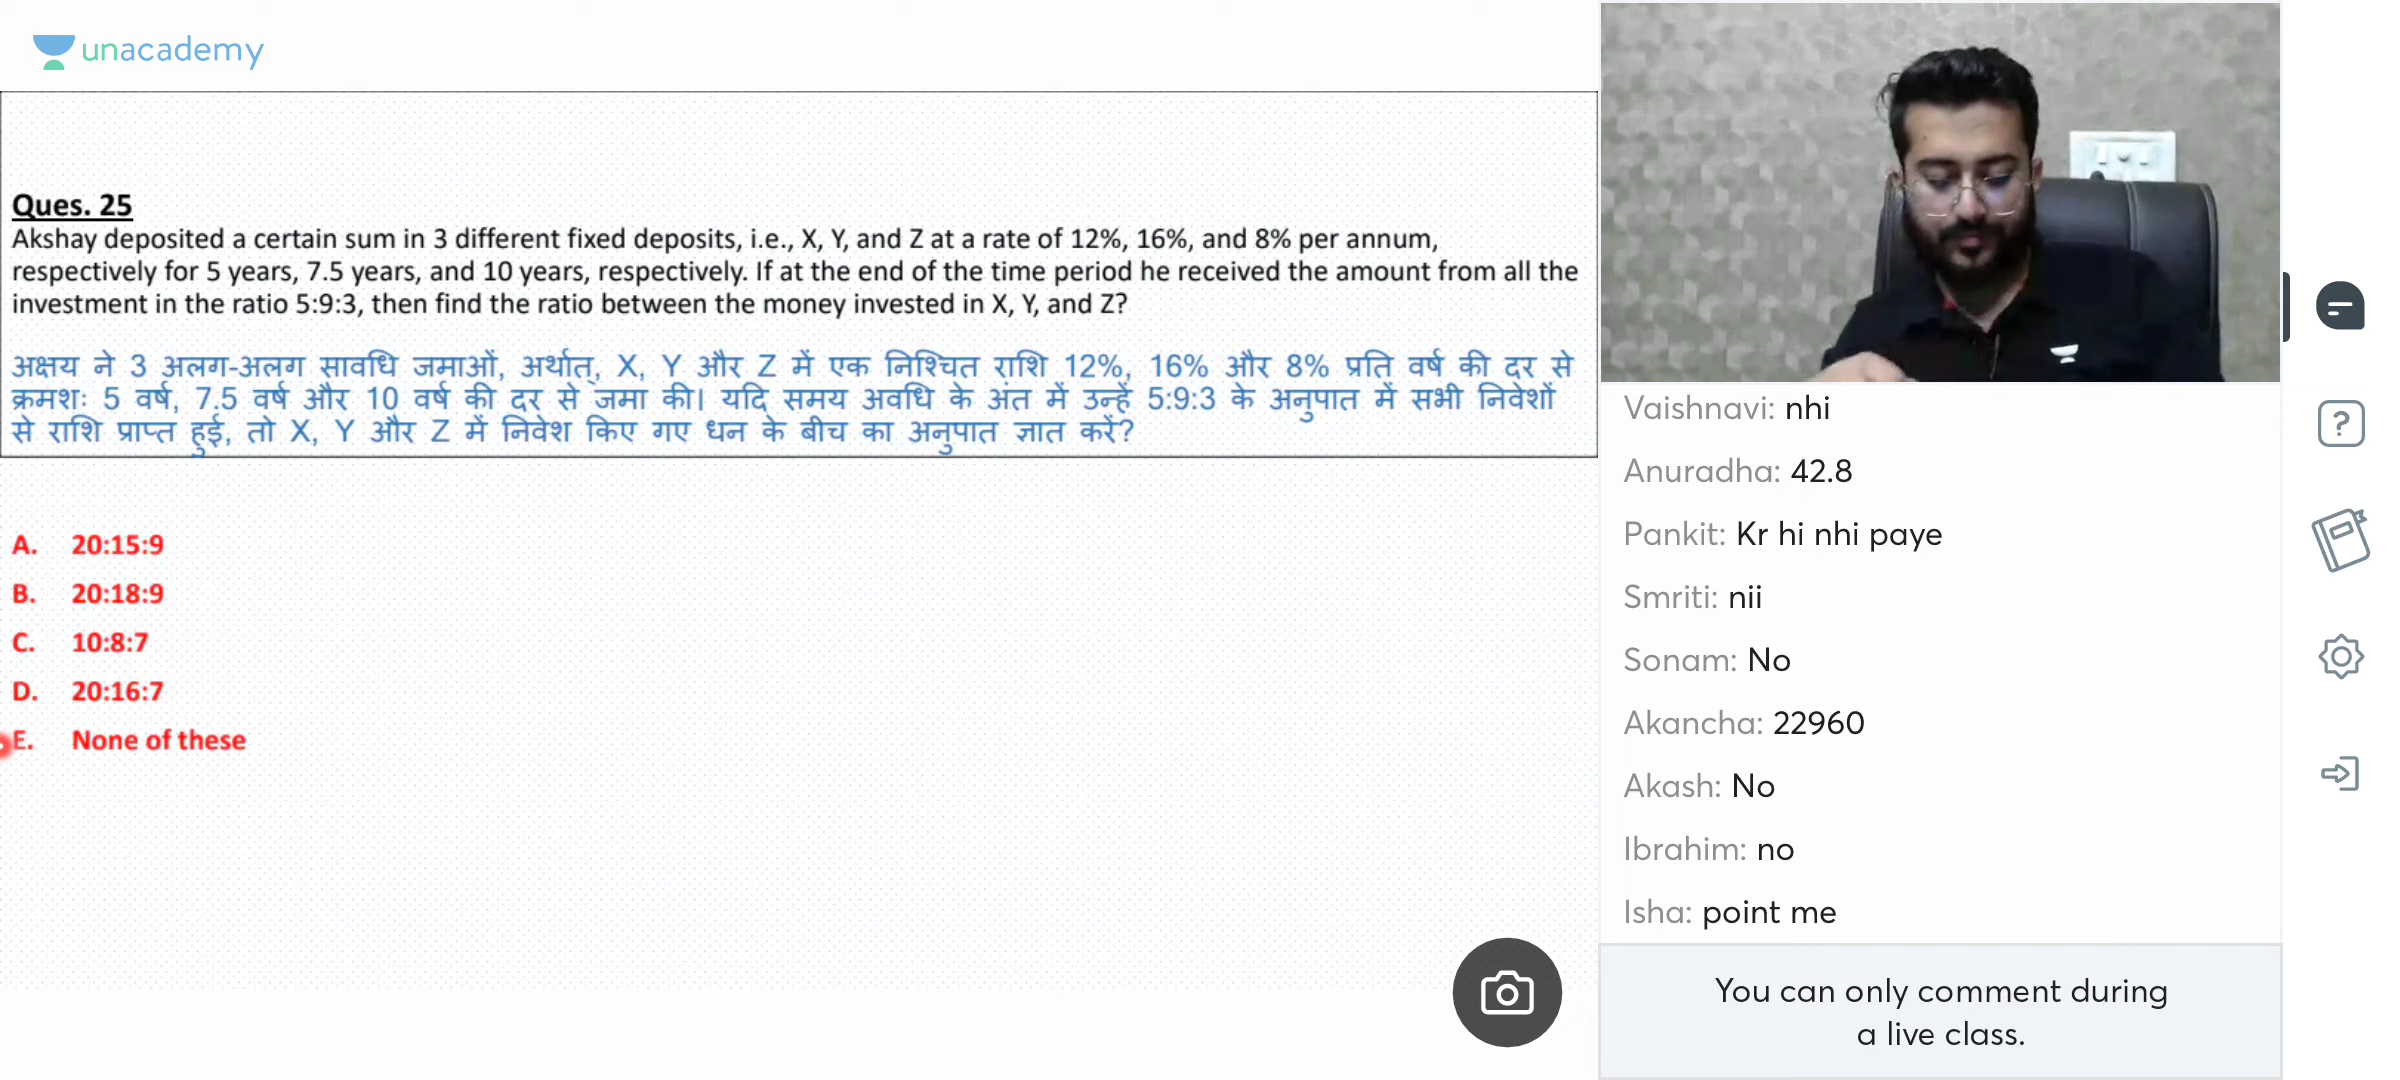 unacademy
Ques. 25
Akshay deposited a certain sum in 3 different fixed deposits, i.e., X, Y, and Z at a rate of 12%, 16%, and 8% per annum,
respectively for 5 years, 7.5 years, and 10 years, respectively. If at the end of the time period he received the amount from all the
investment in the ratio 5:9:3, then find the ratio between the money invested in X, Y, and Z?
अक्षय ने 3 अलग-अलग सावधि जमाओं, अर्थात्, X, Y और Z में एक निश्चित राशि 12%, 16% और 8% प्रति वर्ष की दर से
क्रमशः 5 वर्ष, 7.5 वर्ष और 10 वर्ष की दर से जमा की। यदि समय अवधि के अंत में उन्हें 5:9:3 के अनुपात में सभी निवेशों
से राशि प्राप्त हुई, तो X, Y और Z में निवेश किए गए धन के बीच का अनुपात ज्ञात करें?
A. 20:15:9
B. 20:18:9
C. 10:8:7
D. 20:16:7
E. None of these
Vaishnavi: nhi
Anuradha: 42.8
Pankit: Kr hi nhi paye
Smriti: nii
Sonam: No
Akancha: 22960
Akash: No
Ibrahim: no
Isha: point me
You can only comment during
a live class.